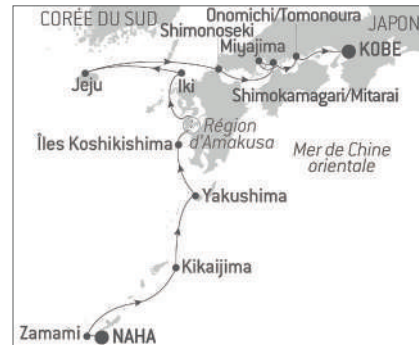 CORÉE DU SUD
Onomichi/Tomonoura
JAPON
Shimonoseki
Miyajima
KOBE
Jeju
Iki
Shimokamagari/Mitarai
Région
d'Amakusa
Îles Koshikishima
Mer de Chine
orientale
Yakushima
Kikaijima
Zamami
NAHA